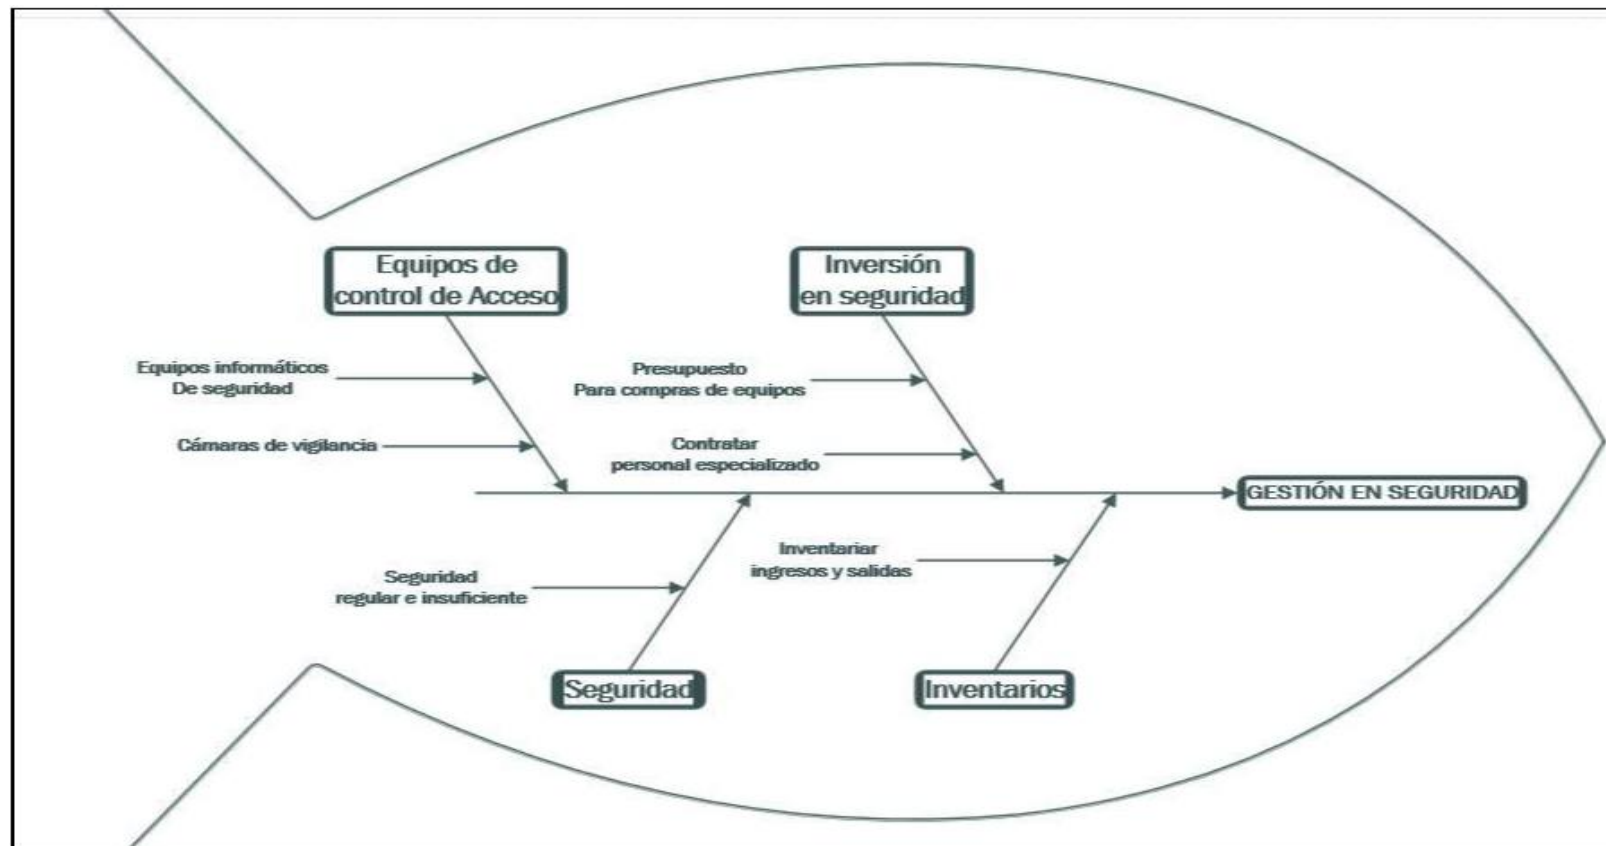 Equipos de
control de Acceso
Inversión
en seguridad
Equipos informáticos
De seguridad
Presupuesto
Para compras de equipos
Cámaras de vigilancia
Contratar
personal especializado
GESTIÓN EN SEGURIDAD
Inventariar
ingresos y salidas
Seguridad
regular e insuficiente
Seguridad
Inventarios